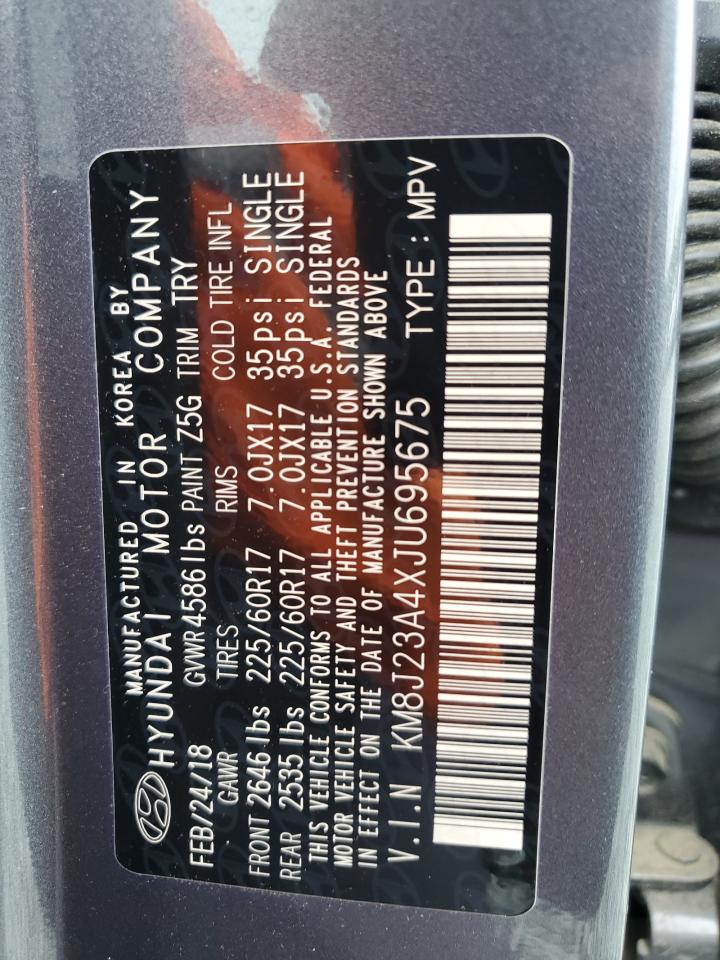 MANUFACTURED IN KOREA BY
HYUNDAI MOTOR COMPANY
FEB/24/18 GVWR 4586 lbs PAINT Z5G TRIM TRY
GAWR TIRES RIMS COLD TIRE INFL
FRONT 2646 lbs 225/60R17 7.0JX17 35psi SINGLE
REAR 2535 lbs 225/60R17 7.0JX17 35psi SINGLE
THIS VEHICLE CONFORMS TO ALL APPLICABLE U.S.A. FEDERAL
MOTOR VEHICLE SAFETY AND THEFT PREVENTION STANDARDS
IN EFFECT ON THE DATE OF MANUFACTURE SHOWN ABOVE
V.I.N KM8J23A4XJU695675 TYPE : MPV